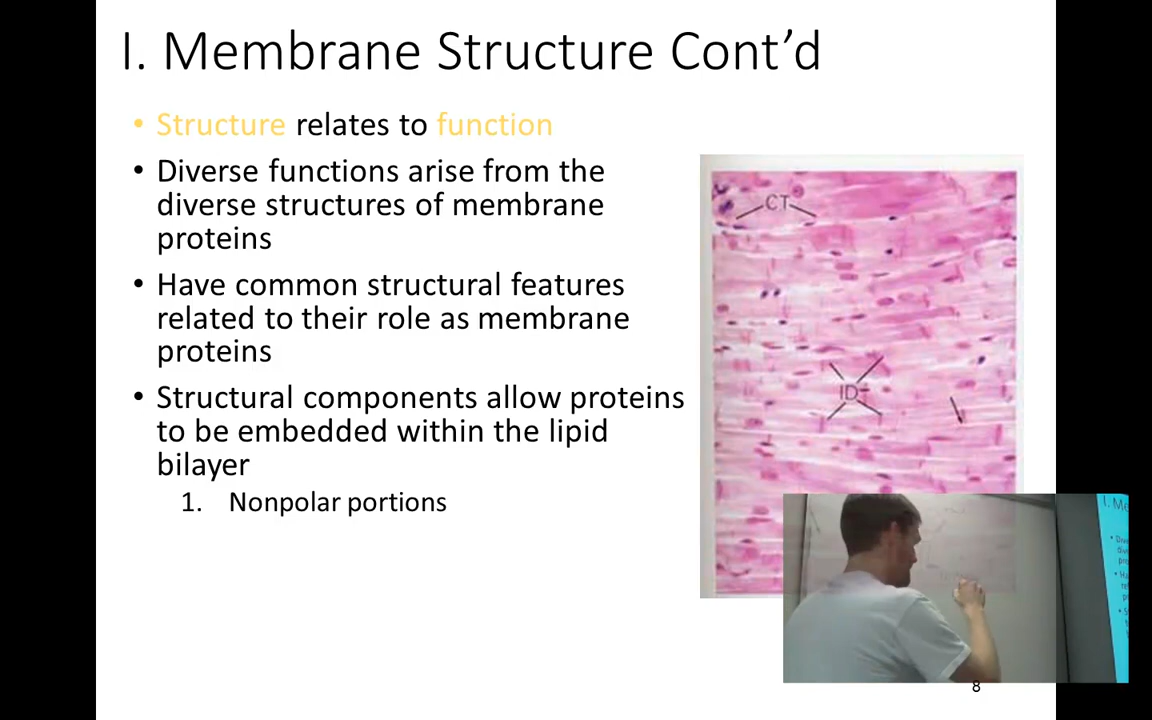 I. Membrane Structure Cont’d
• Structure relates to function
• Diverse functions arise from the
diverse structures of membrane
proteins
• Have common structural features
related to their role as membrane
proteins
• Structural components allow proteins
to be embedded within the lipid
bilayer
1. Nonpolar portions
CT
ID
8